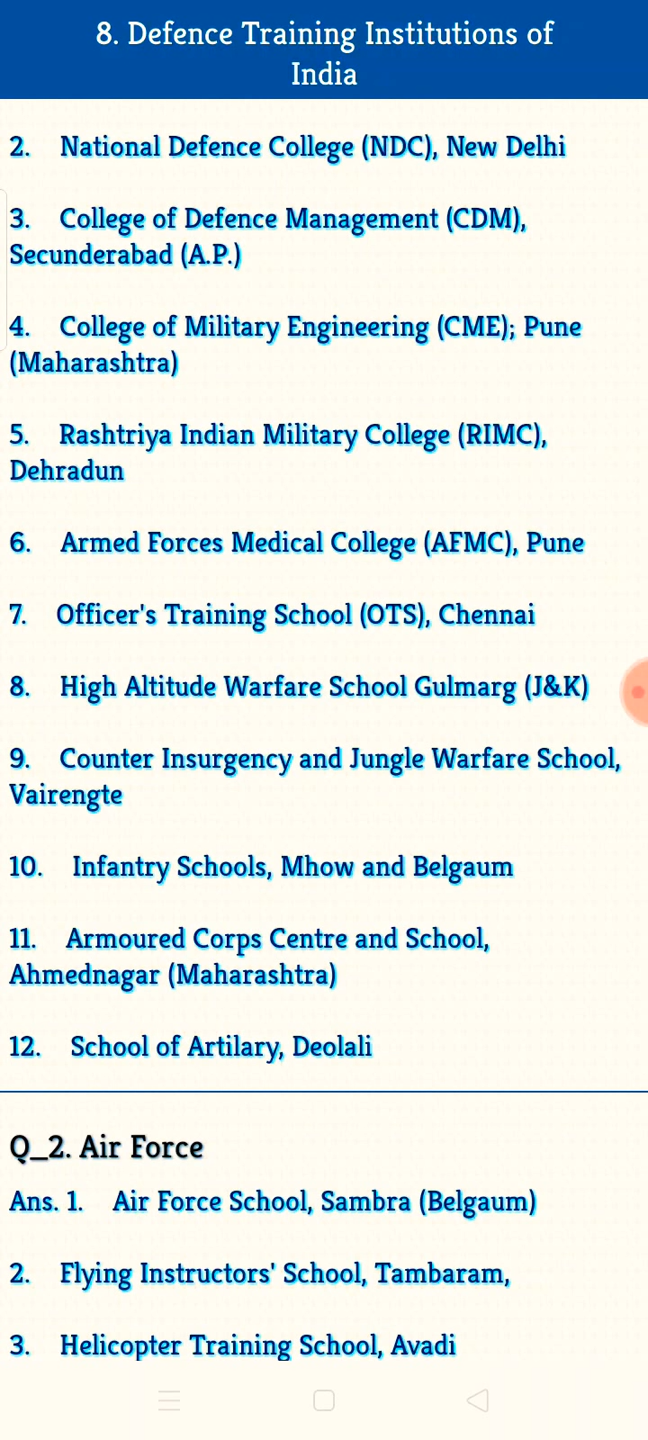 8. Defence Training Institutions of
India
2. National Defence College (NDC), New Delhi
3. College of Defence Management (CDM),
Secunderabad (A.P.)
4. College of Military Engineering (CME); Pune
(Maharashtra)
5. Rashtriya Indian Military College (RIMC),
Dehradun
6. Armed Forces Medical College (AFMC), Pune
7. Officer's Training School (OTS), Chennai
8. High Altitude Warfare School Gulmarg (J&K)
9. Counter Insurgency and Jungle Warfare School,
Vairengte
10. Infantry Schools, Mhow and Belgaum
11. Armoured Corps Centre and School,
Ahmednagar (Maharashtra)
12. School of Artilary, Deolali
Q_2. Air Force
Ans. 1. Air Force School, Sambra (Belgaum)
2. Flying Instructors' School, Tambaram,
3. Helicopter Training School, Avadi